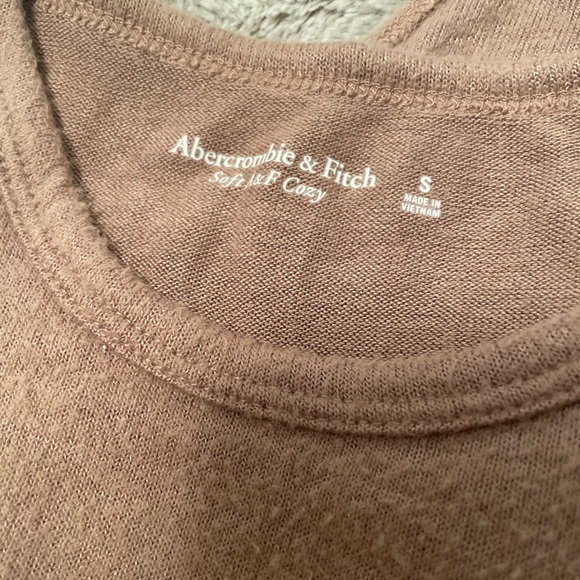 Abercrombie & Fitch
Soft A&F Cozy
S
MADE IN
VIETNAM